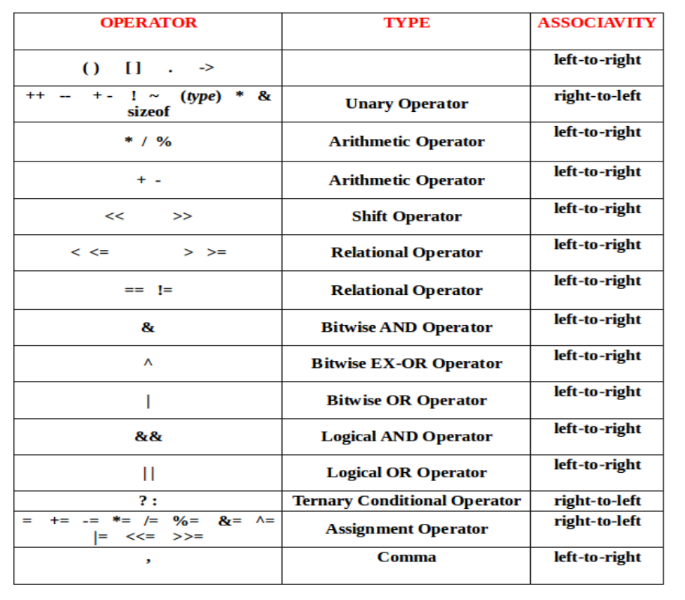 OPERATOR TYPE ASSOCIAVITY
( ) [ ] . -> left-to-right
++ -- + - ! ~ (type) * & sizeof Unary Operator right-to-left
* / % Arithmetic Operator left-to-right
+ - Arithmetic Operator left-to-right
<< >> Shift Operator left-to-right
< <= > >= Relational Operator left-to-right
== != Relational Operator left-to-right
& Bitwise AND Operator left-to-right
^ Bitwise EX-OR Operator left-to-right
| Bitwise OR Operator left-to-right
&& Logical AND Operator left-to-right
|| Logical OR Operator left-to-right
? : Ternary Conditional Operator right-to-left
= += -= *= /= %= &= ^= |= <<= >>= Assignment Operator right-to-left
, Comma left-to-right